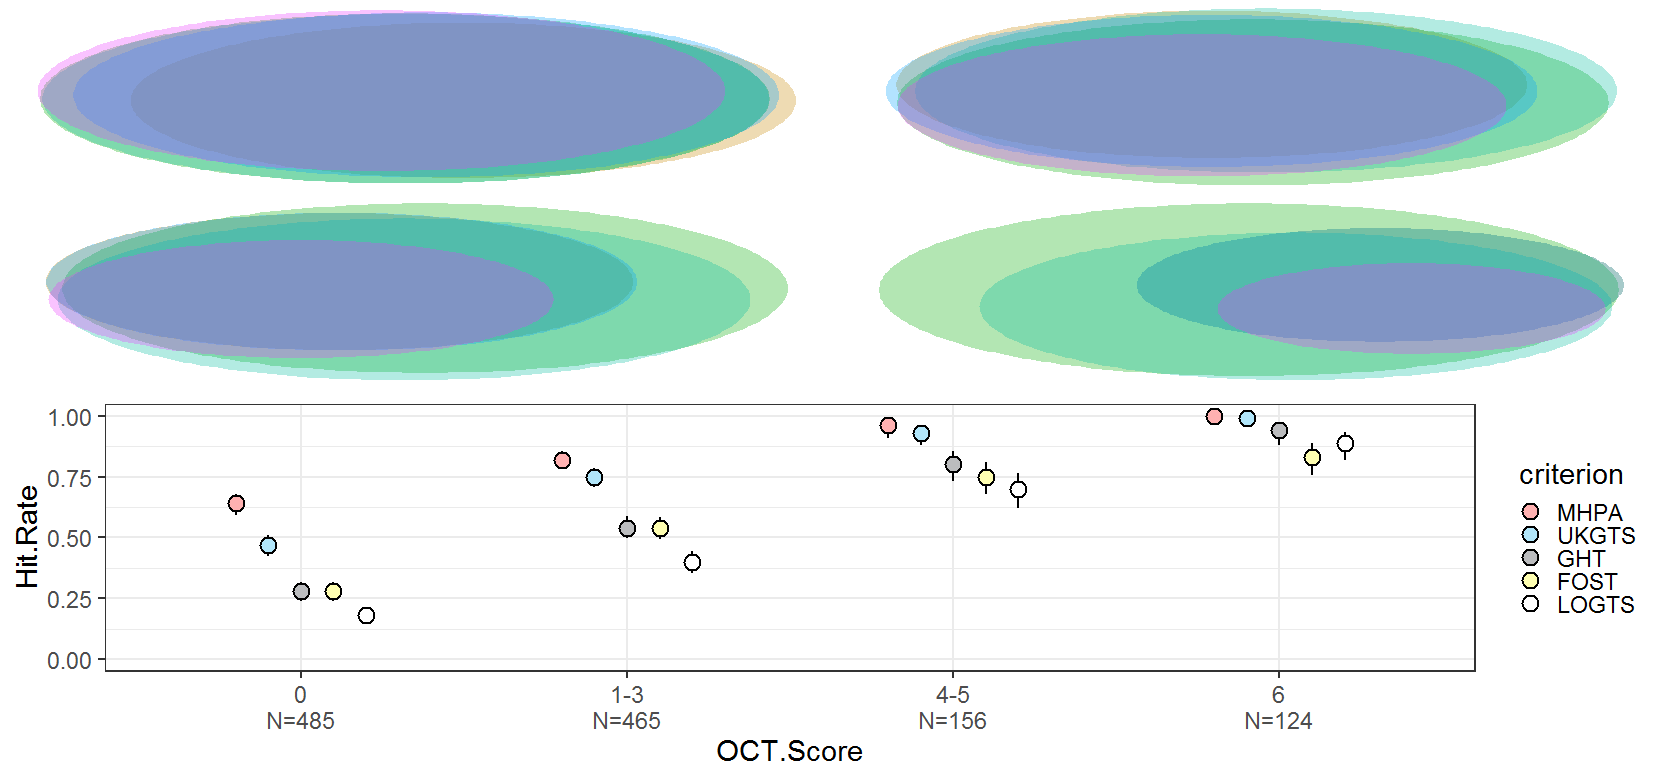 1.00
0.75
0.50
0.25
0.00
Hit.Rate
0
N=485
1-3
N=465
4-5
N=156
6
N=124
OCT.Score
criterion
MHPA
UKGTS
GHT
FOST
LOGTS